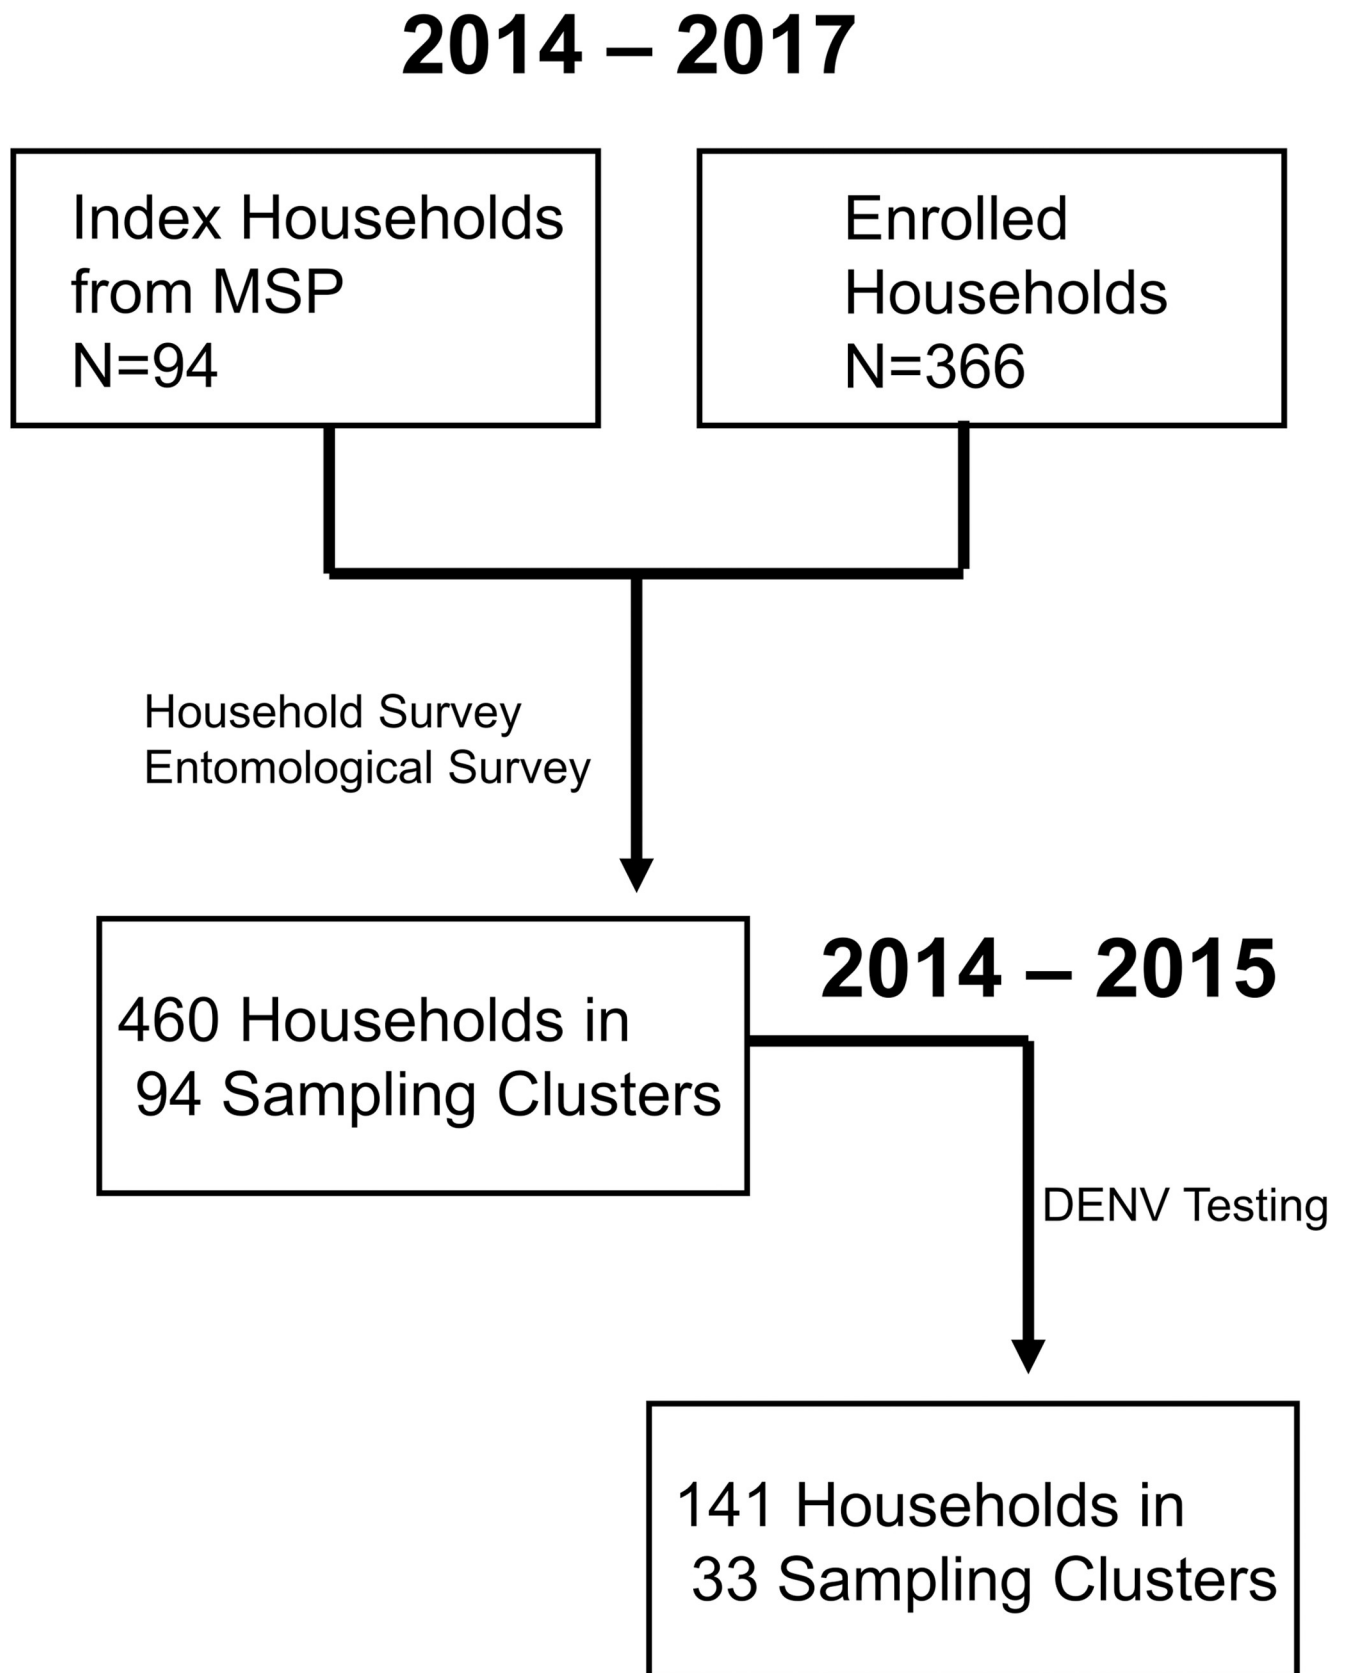 2014 – 2017
Index Households
from MSP
N=94
Enrolled
Households
N=366
Household Survey
Entomological Survey
460 Households in
94 Sampling Clusters
2014 – 2015
DENV Testing
141 Households in
33 Sampling Clusters